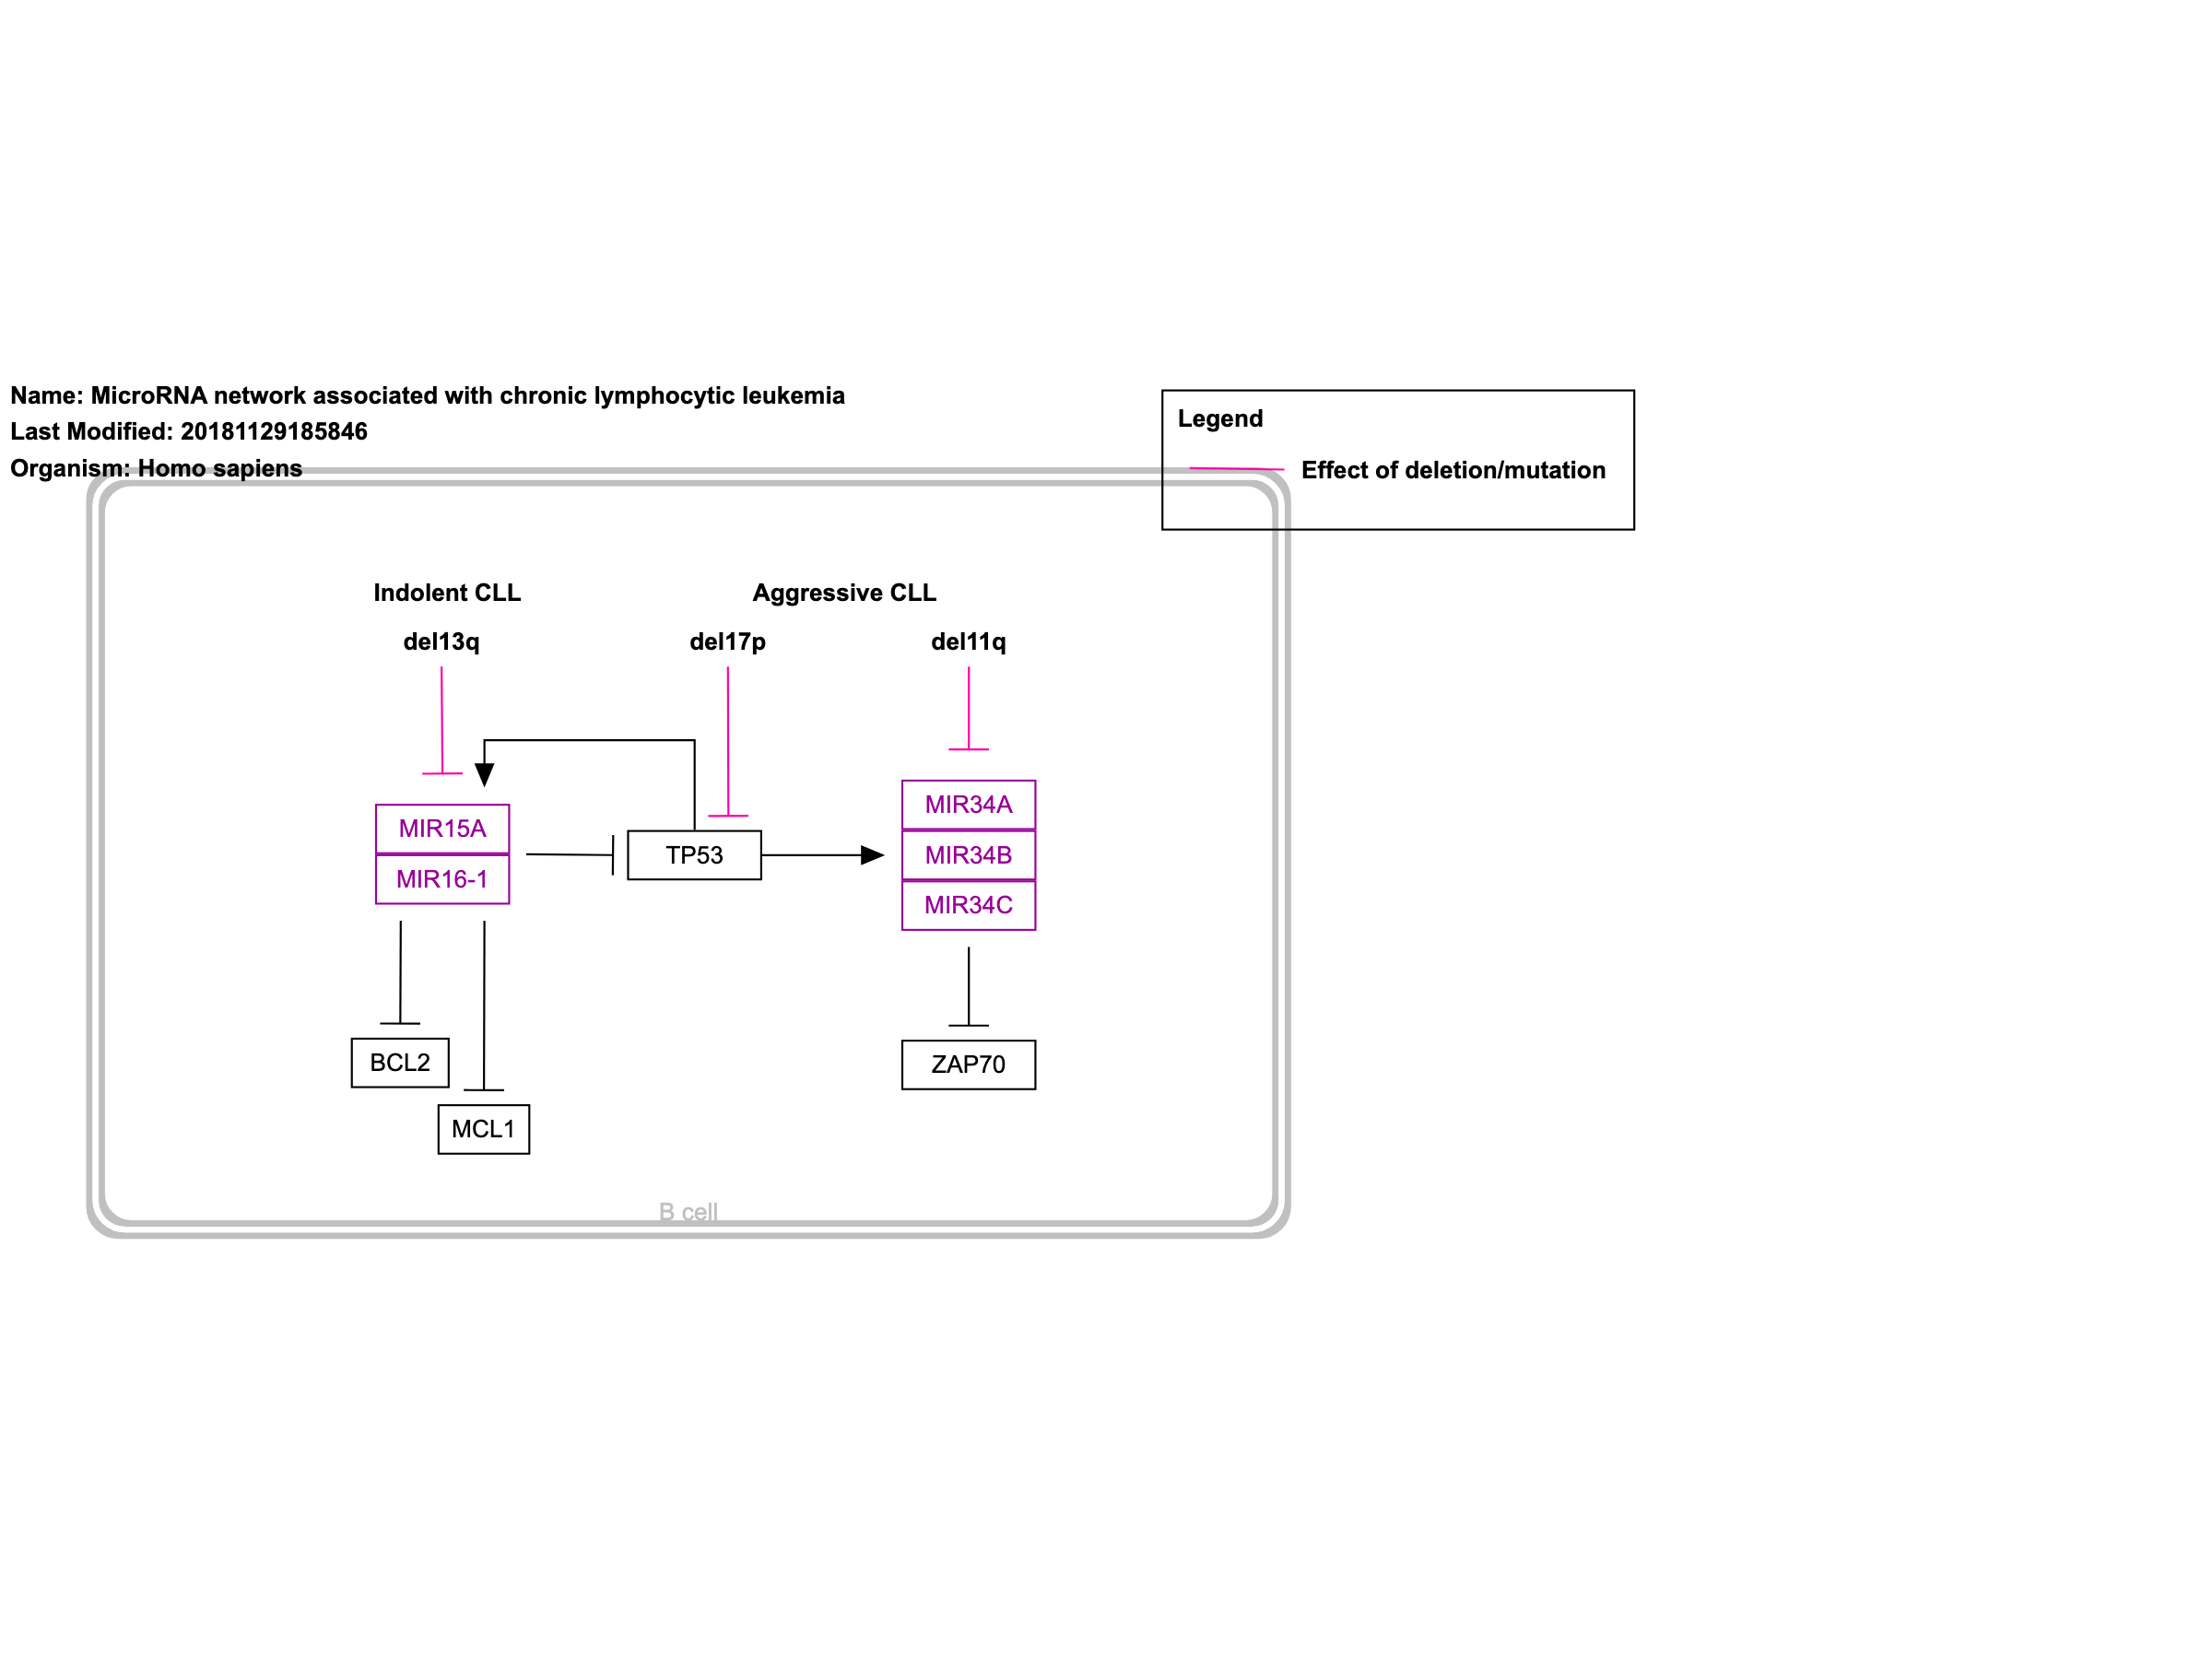 Name: MicroRNA network associated with chronic lymphocytic leukemia
Last Modified: 20181129185846
Organism: Homo sapiens
Legend
Effect of deletion/mutation
Indolent CLL
Aggressive CLL
del13q
del17p
del11q
MIR15A
MIR16-1
TP53
MIR34A
MIR34B
MIR34C
BCL2
MCL1
ZAP70
B cell